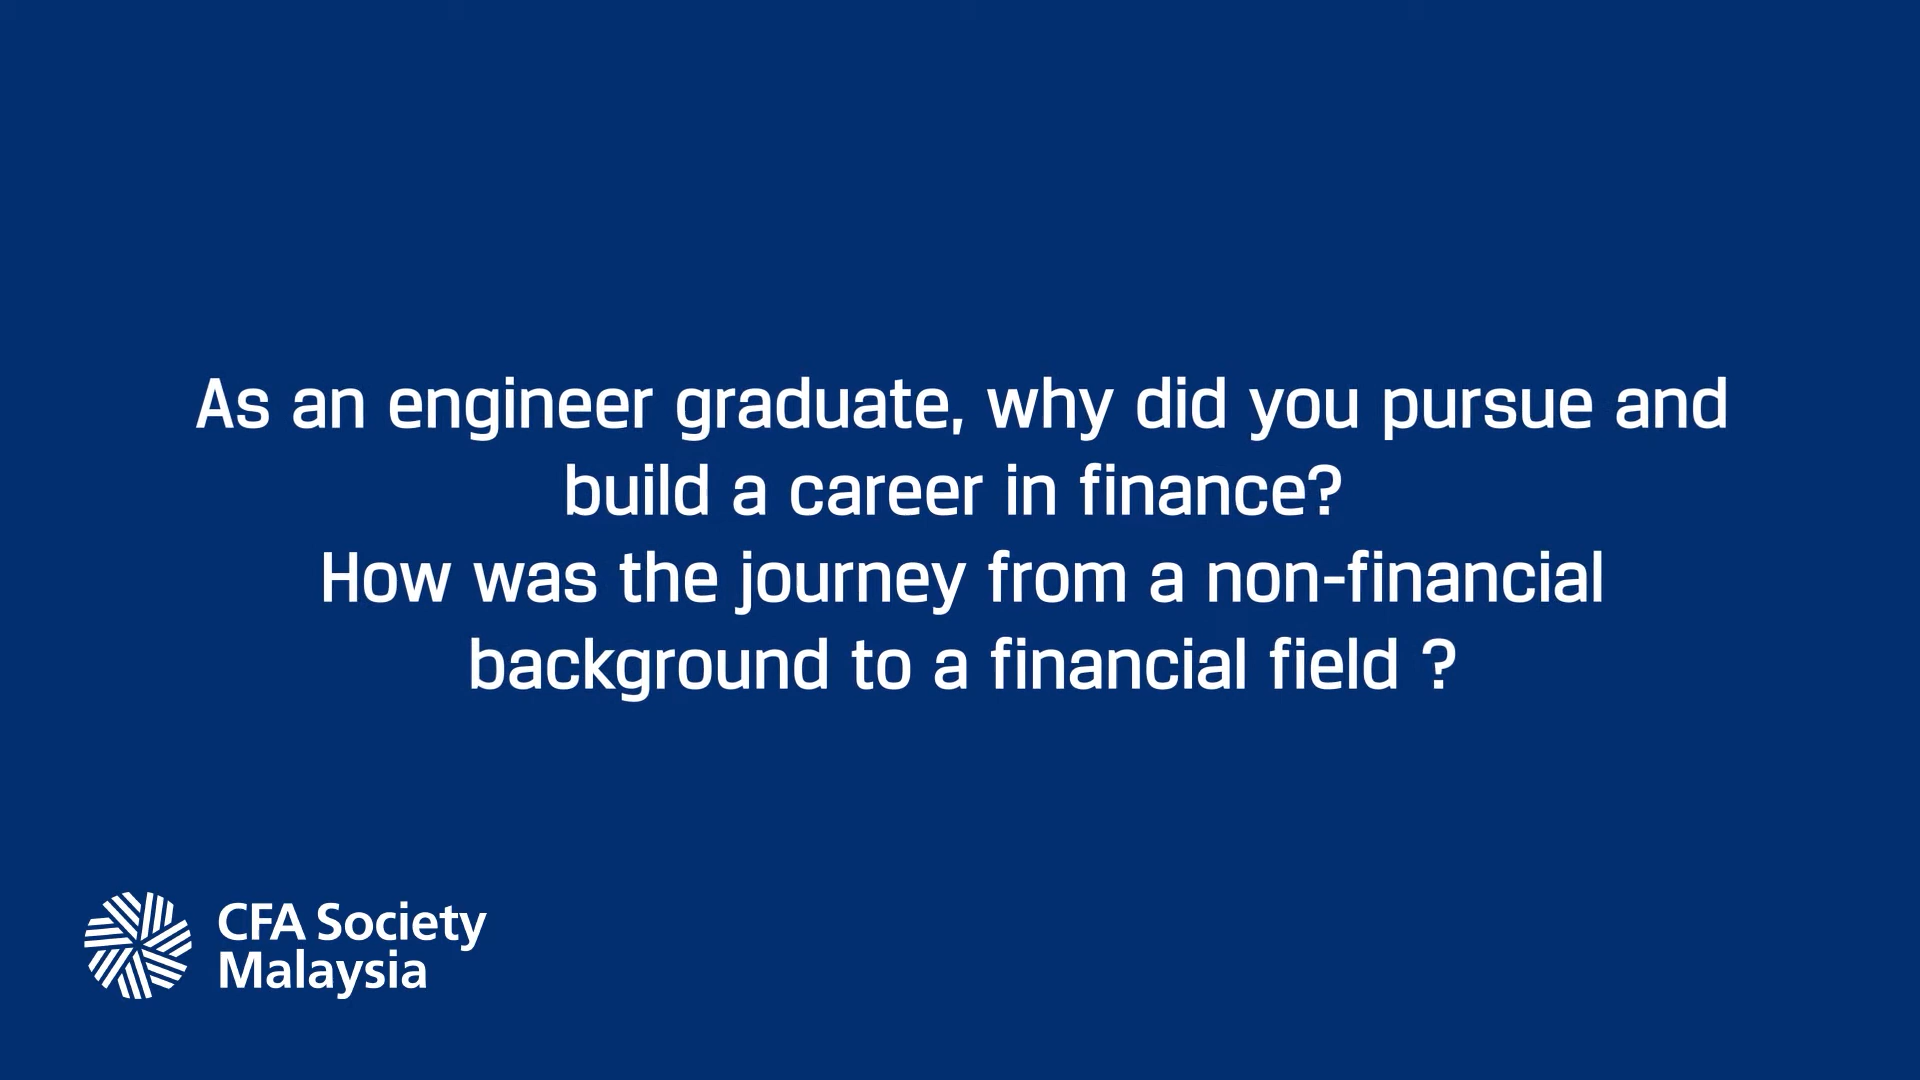 As an engineer graduate, why did you pursue and
build a career in finance?
How was the journey from a non-financial
background to a financial field ?
CFA Society
Malaysia